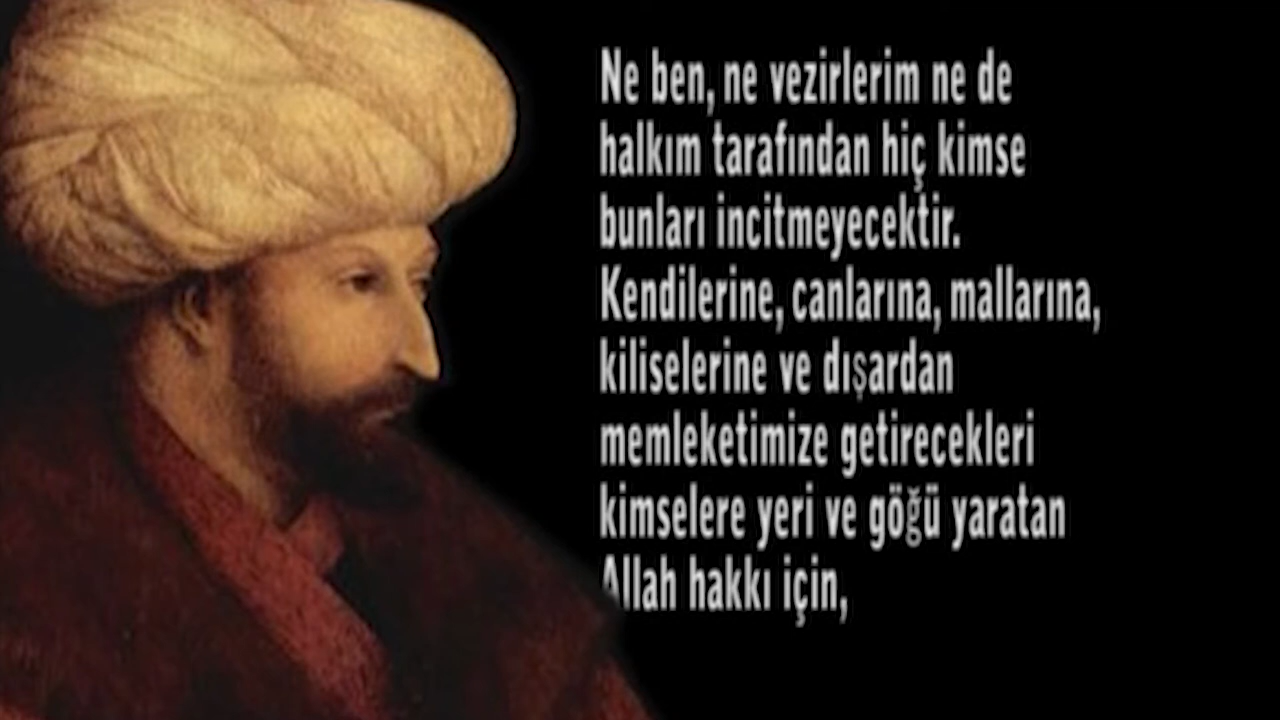 Ne ben, ne vezirlerim ne de
halkım tarafından hiç kimse
bunları incitmeyecektir.
Kendilerine, canlarına, mallarına,
kiliselerine ve dışardan
memleketimize getirecekleri
kimselere yeri ve göğü yaratan
Allah hakkı için,